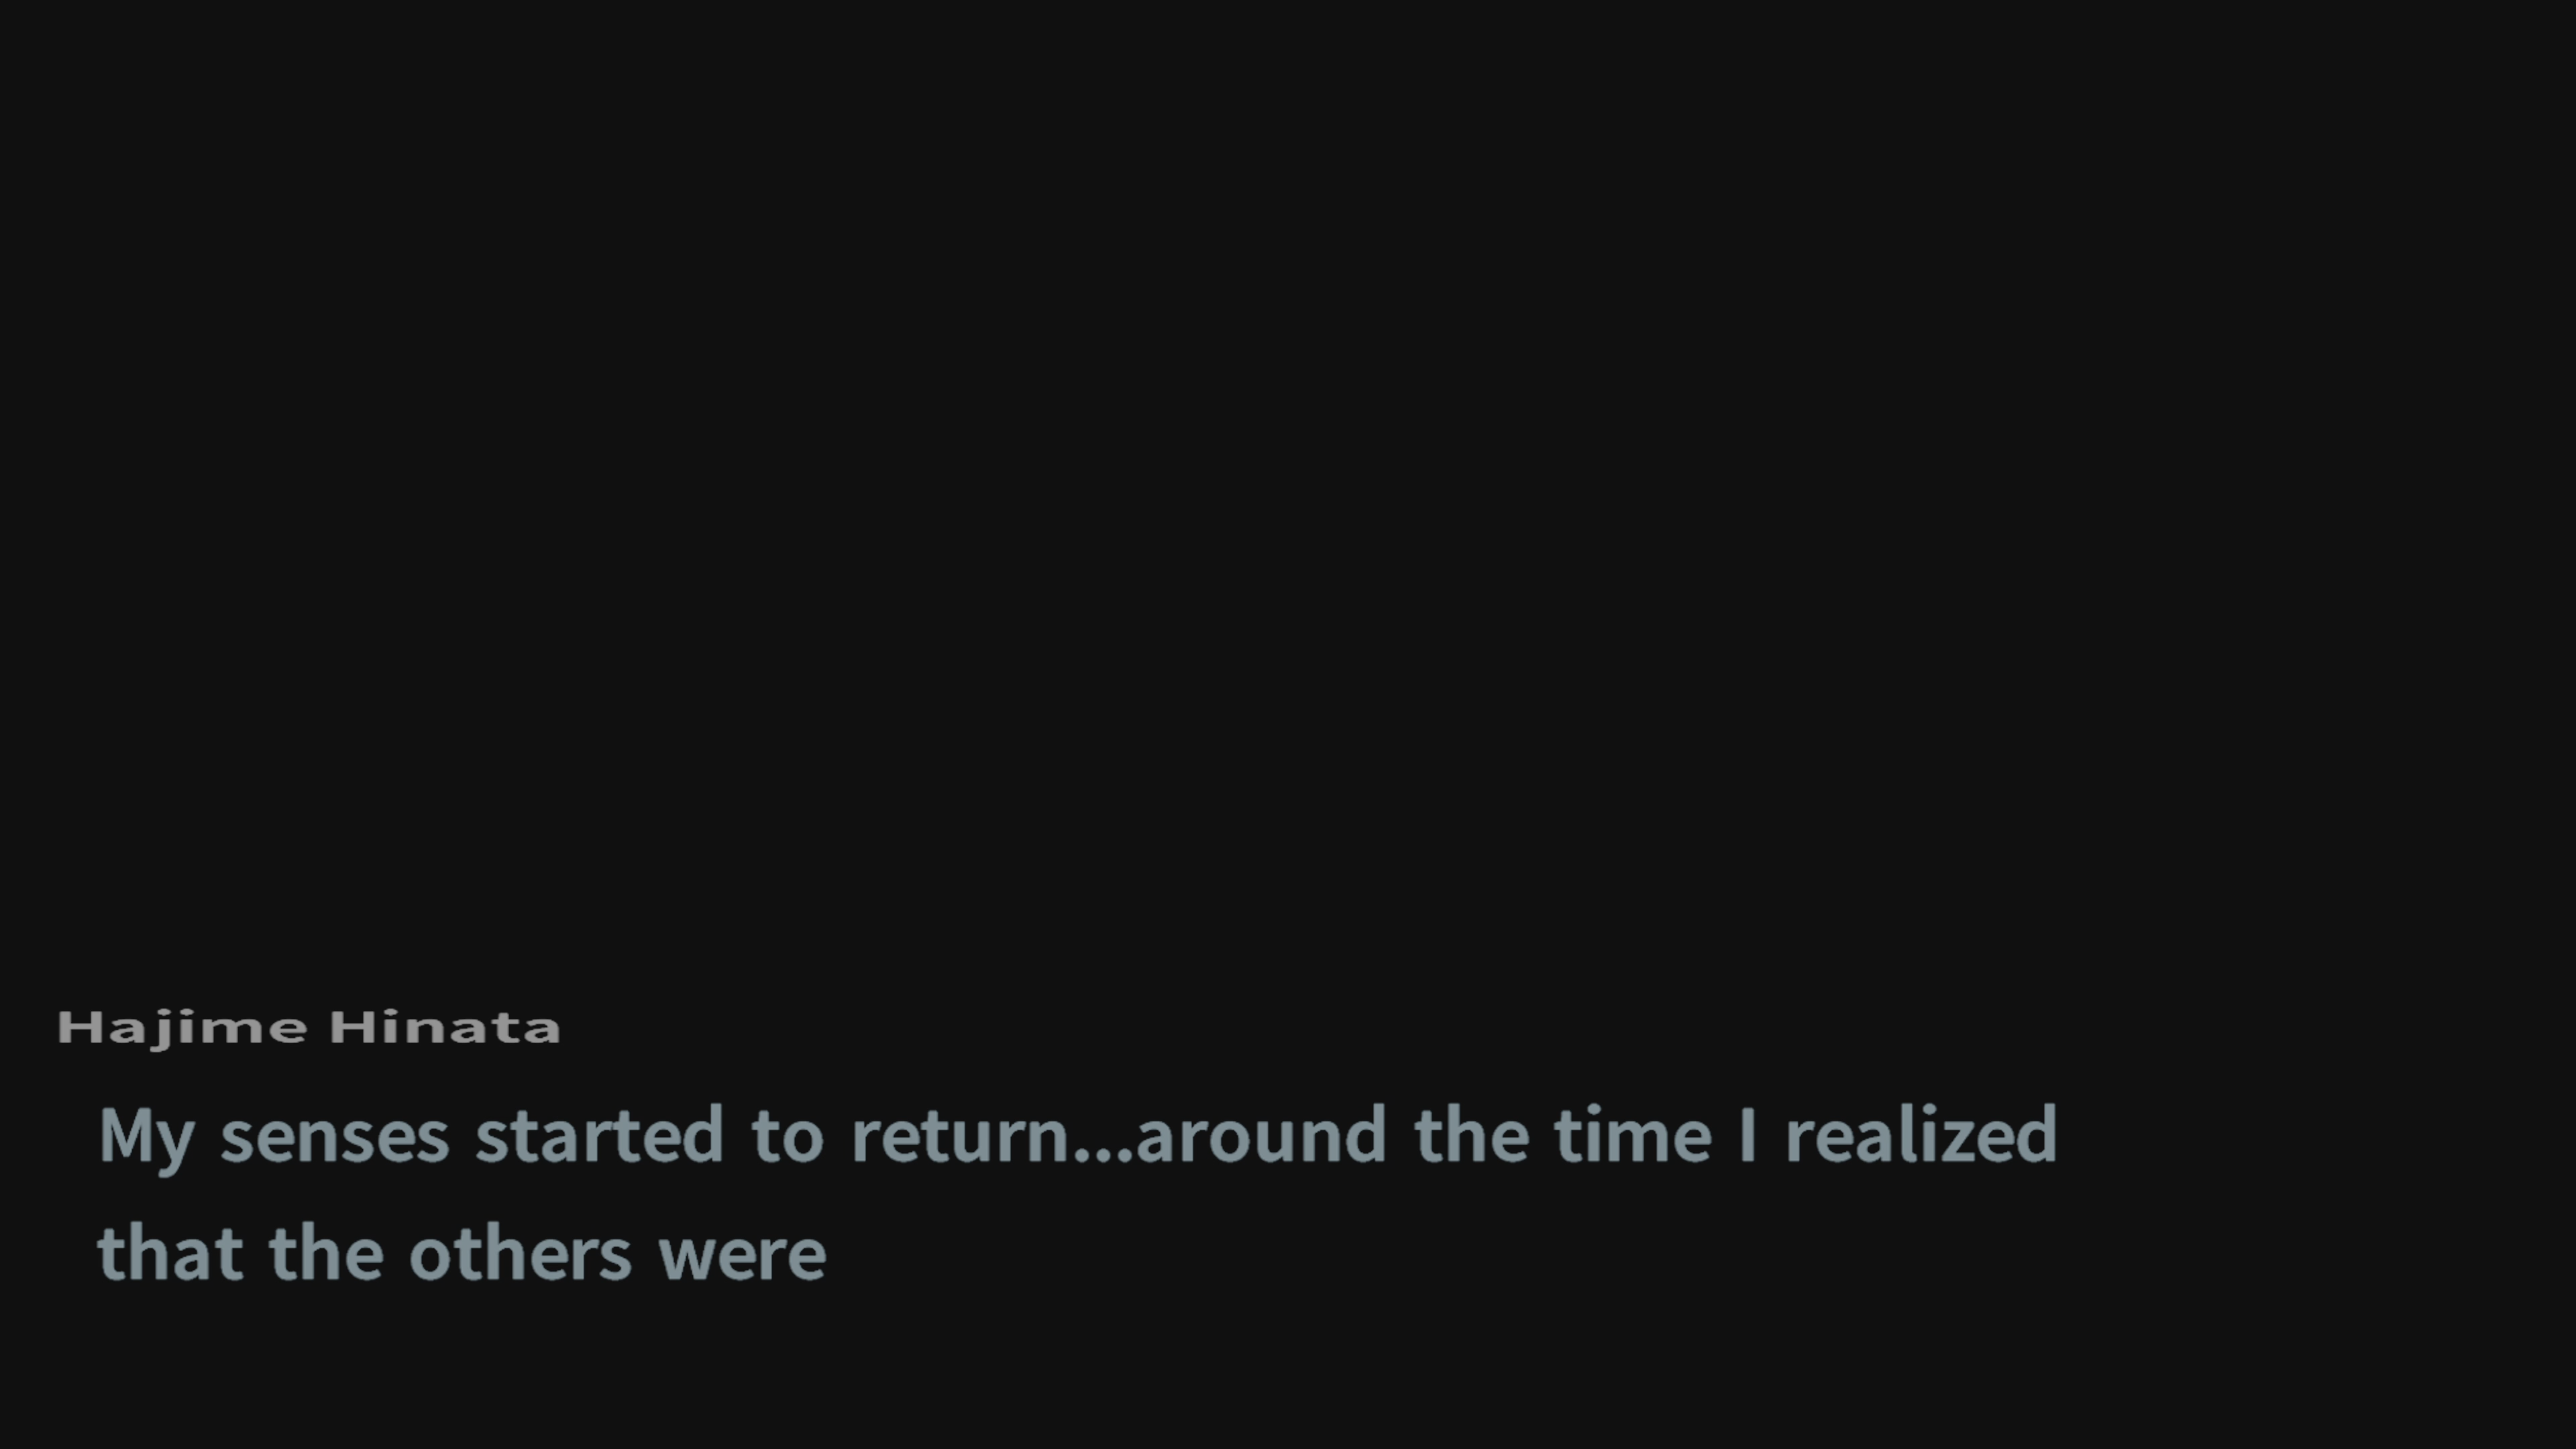 Hajime Hinata
My senses started to return...around the time I realized
that the others were